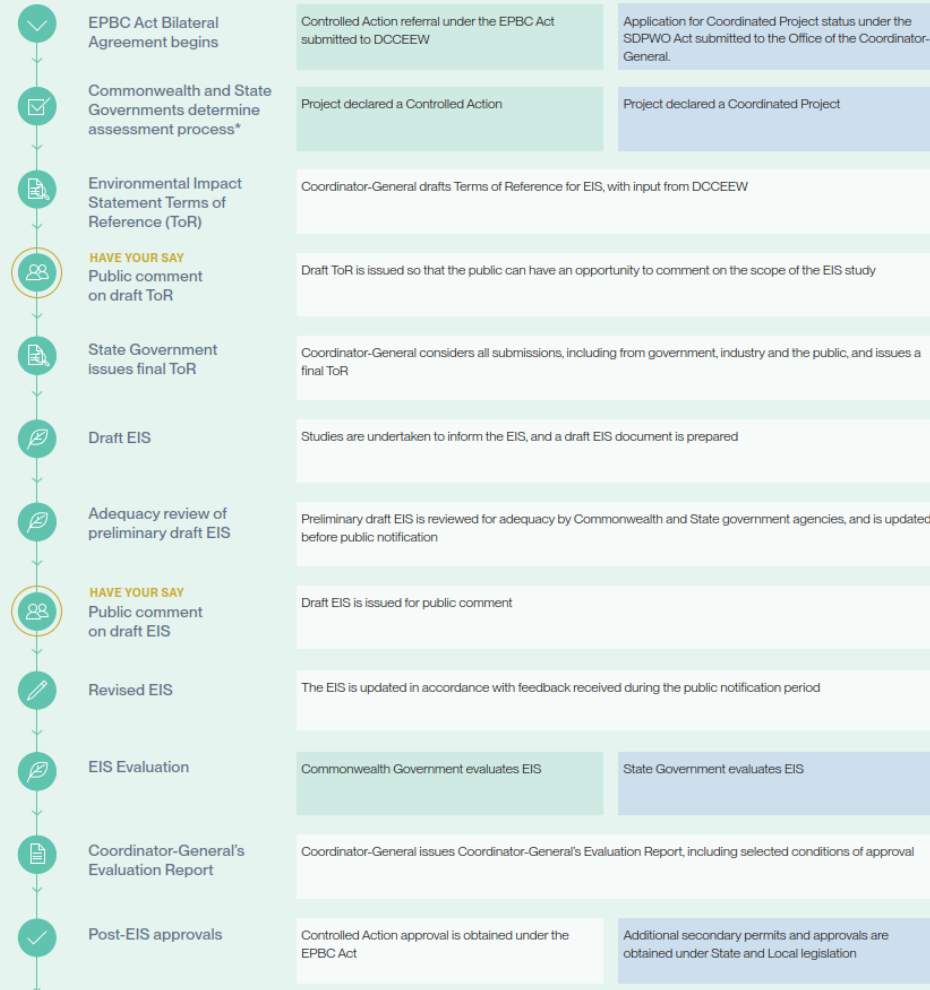 EPBC Act Bilateral
Agreement begins
Controlled Action referral under the EPBC Act
submitted to DCCEEW
Application for Coordinated Project status under the
SDPWO Act submitted to the Office of the Coordinator-
General.
Commonwealth and State
Governments determine
assessment process*
Project declared a Controlled Action
Project declared a Coordinated Project
Environmental Impact
Statement Terms of
Reference (ToR)
Coordinator-General drafts Terms of Reference for EIS, with input from DCCEEW
HAVE YOUR SAY
Public comment
on draft ToR
Draft ToR is issued so that the public can have an opportunity to comment on the scope of the EIS study
State Government
issues final ToR
Coordinator-General considers all submissions, including from government, industry and the public, and issues a
final ToR
Draft EIS
Studies are undertaken to inform the EIS, and a draft EIS document is prepared
Adequacy review of
preliminary draft EIS
Preliminary draft EIS is reviewed for adequacy by Commonwealth and State government agencies, and is updated
before public notification
HAVE YOUR SAY
Public comment
on draft EIS
Draft EIS is issued for public comment
Revised EIS
The EIS is updated in accordance with feedback received during the public notification period
EIS Evaluation
Commonwealth Government evaluates EIS
State Government evaluates EIS
Coordinator-General's
Evaluation Report
Coordinator-General issues Coordinator-General's Evaluation Report, including selected conditions of approval
Post-EIS approvals
Controlled Action approval is obtained under the
EPBC Act
Additional secondary permits and approvals are
obtained under State and Local legislation